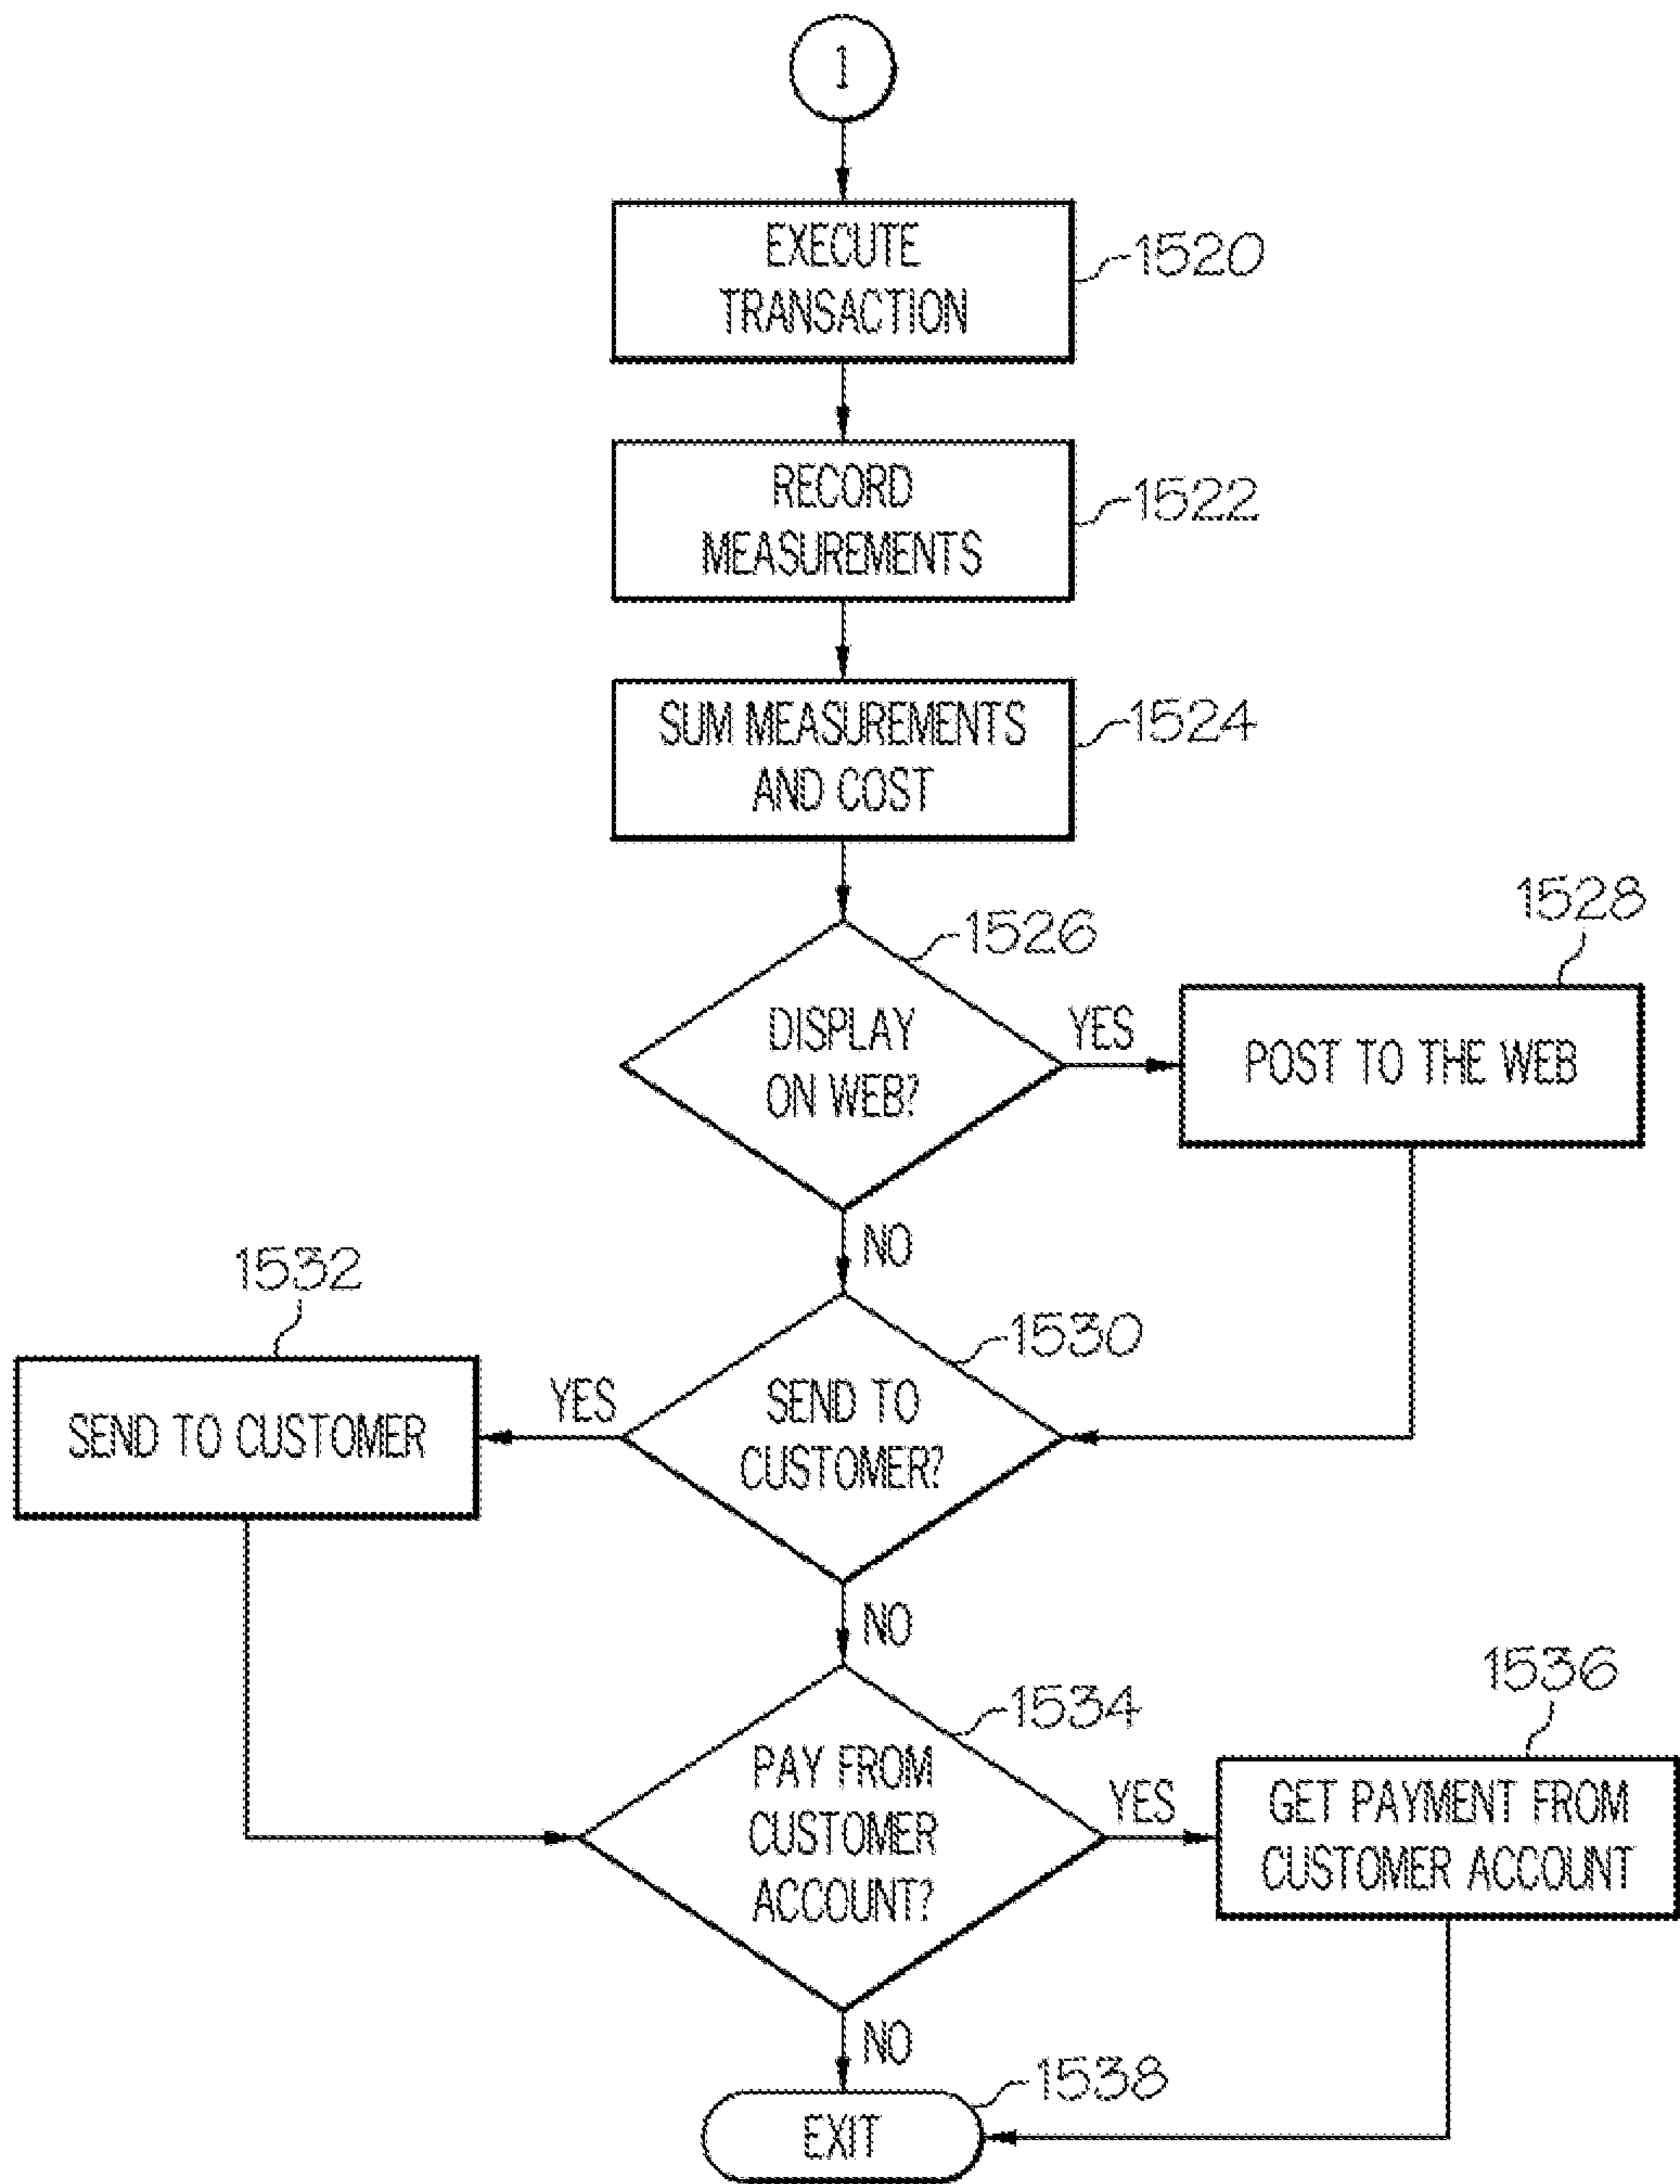 1
EXECUTE
TRANSACTION
1520
RECORD
MEASUREMENTS
1522
SUM MEASUREMENTS
AND COST
1524
1526
DISPLAY
ON WEB?
YES
1528
POST TO THE WEB
NO
1530
SEND TO
CUSTOMER?
YES
1532
SEND TO CUSTOMER
NO
1534
PAY FROM
CUSTOMER
ACCOUNT?
YES
1536
GET PAYMENT FROM
CUSTOMER ACCOUNT
NO
1538
EXIT